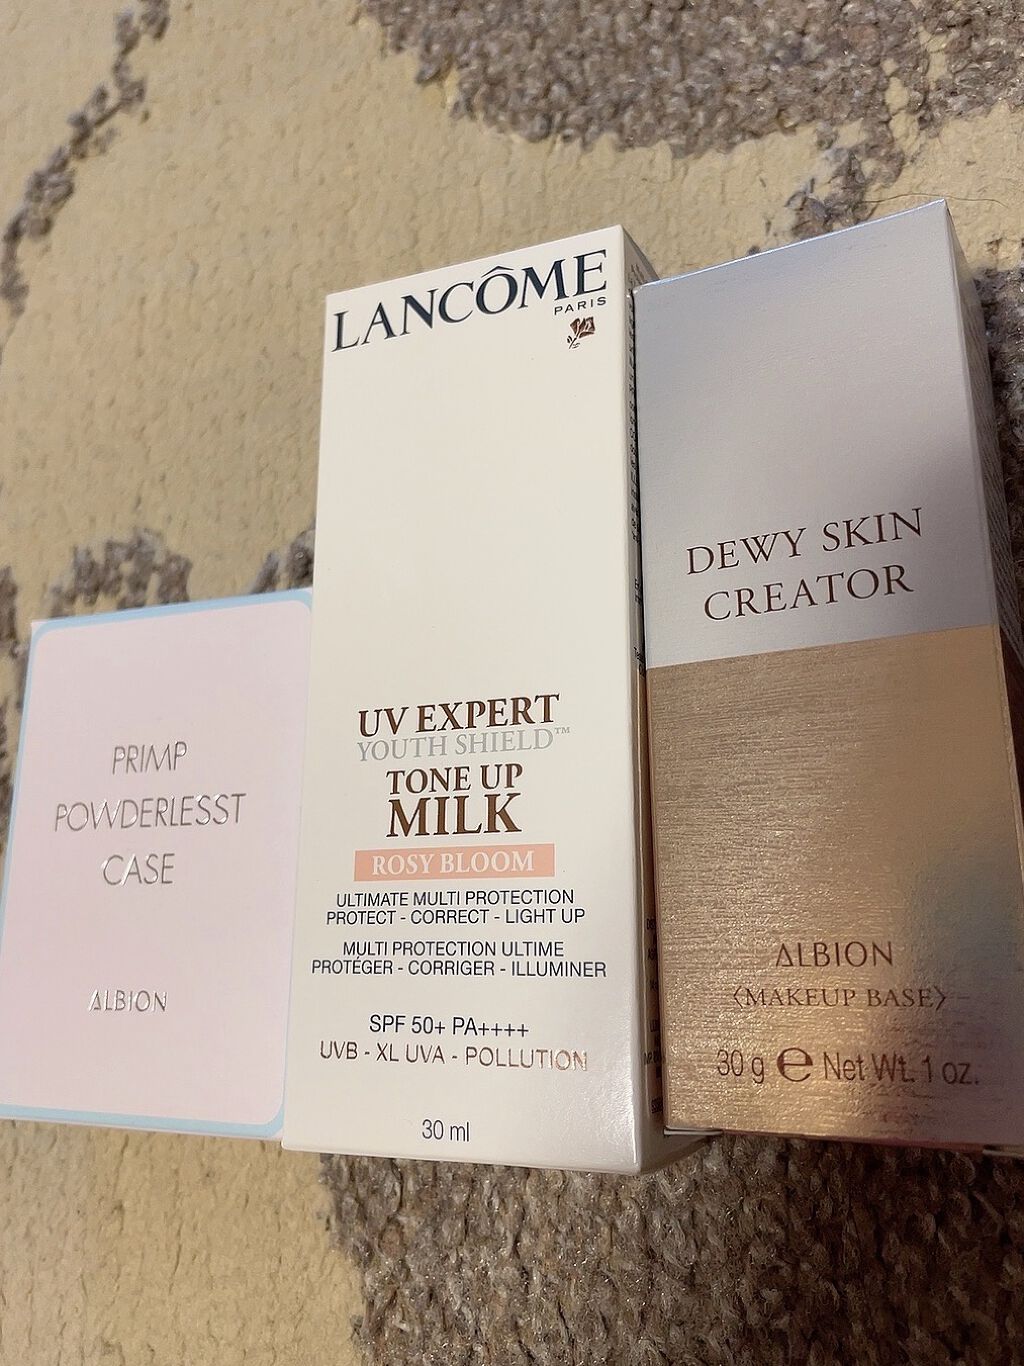 PRIMP
POWDERLESST
CASE
ALBION
LANCÔME
PARIS
UV EXPERT
YOUTH SHIELD™
TONE UP
MILK
ROSY BLOOM
ULTIMATE MULTI PROTECTION
PROTECT - CORRECT - LIGHT UP
MULTI PROTECTION ULTIME
PROTÉGER - CORRIGER - ILLUMINER
SPF 50+ PA++++
UVB - XL UVA - POLLUTION
30 ml
DEWY SKIN
CREATOR
ALBION
〈MAKEUP BASE〉
30 g ℮ Net Wt. 1 oz.